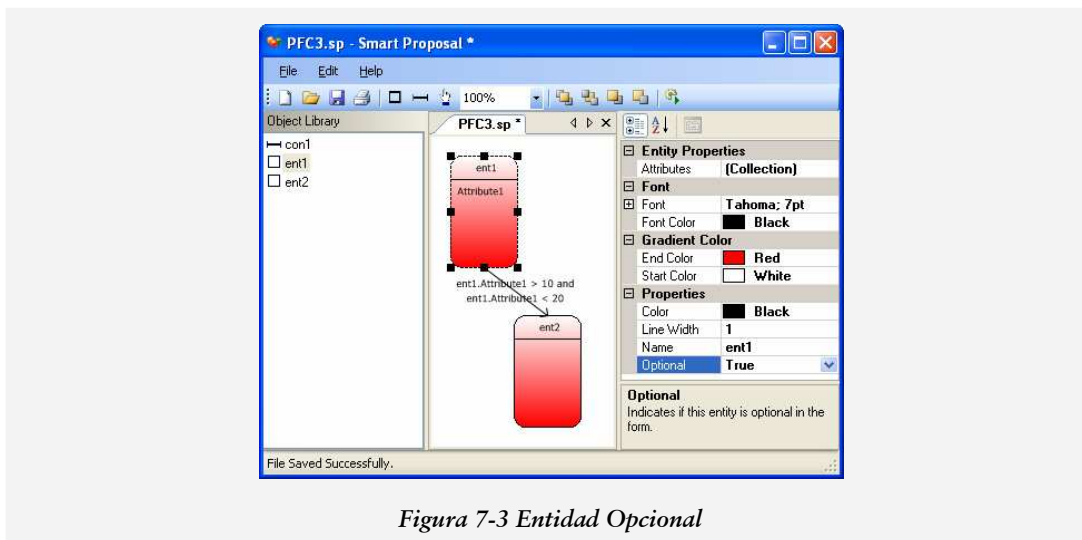 PFC3.sp - Smart Proposal *
File Edit Help
100%
Object Library
con1
ent1
ent2
PFC3.sp *
ent1
Attribute1
ent1.Attribute1 > 10 and
ent1.Attribute1 < 20
ent2
Entity Properties
Attributes (Collection)
Font
Font Tahoma; 7pt
Font Color Black
Gradient Color
End Color Red
Start Color White
Properties
Color Black
Line Width 1
Name ent1
Optional True
Optional
Indicates if this entity is optional in the
form.
File Saved Successfully.
Figura 7-3 Entidad Opcional